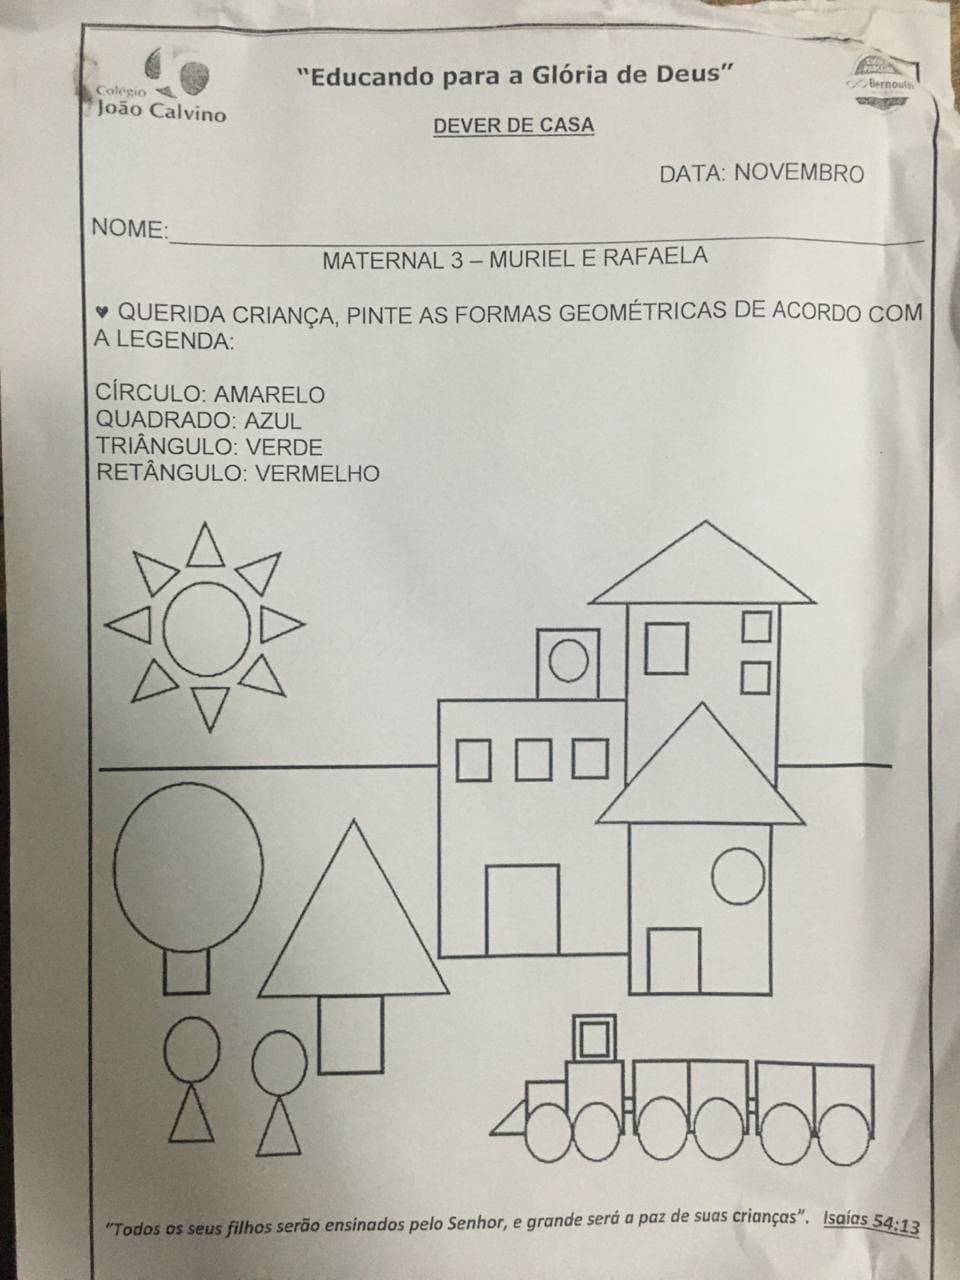 Colégio
João Calvino
"Educando para a Glória de Deus"
Bernoulli
DEVER DE CASA
DATA: NOVEMBRO
NOME:
MATERNAL 3 – MURIEL E RAFAELA
♥ QUERIDA CRIANÇA, PINTE AS FORMAS GEOMÉTRICAS DE ACORDO COM
A LEGENDA:
CÍRCULO: AMARELO
QUADRADO: AZUL
TRIÂNGULO: VERDE
RETÂNGULO: VERMELHO
"Todos os seus filhos serão ensinados pelo Senhor, e grande será a paz de suas crianças". Isaías 54:13